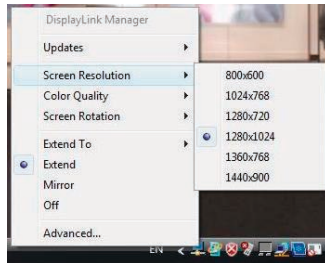 DisplayLink Manager
Updates
Screen Resolution
Color Quality
Screen Rotation
Extend To
Extend
Mirror
Off
Advanced...
800x600
1024x768
1280x720
1280x1024
1360x768
1440x900
EN